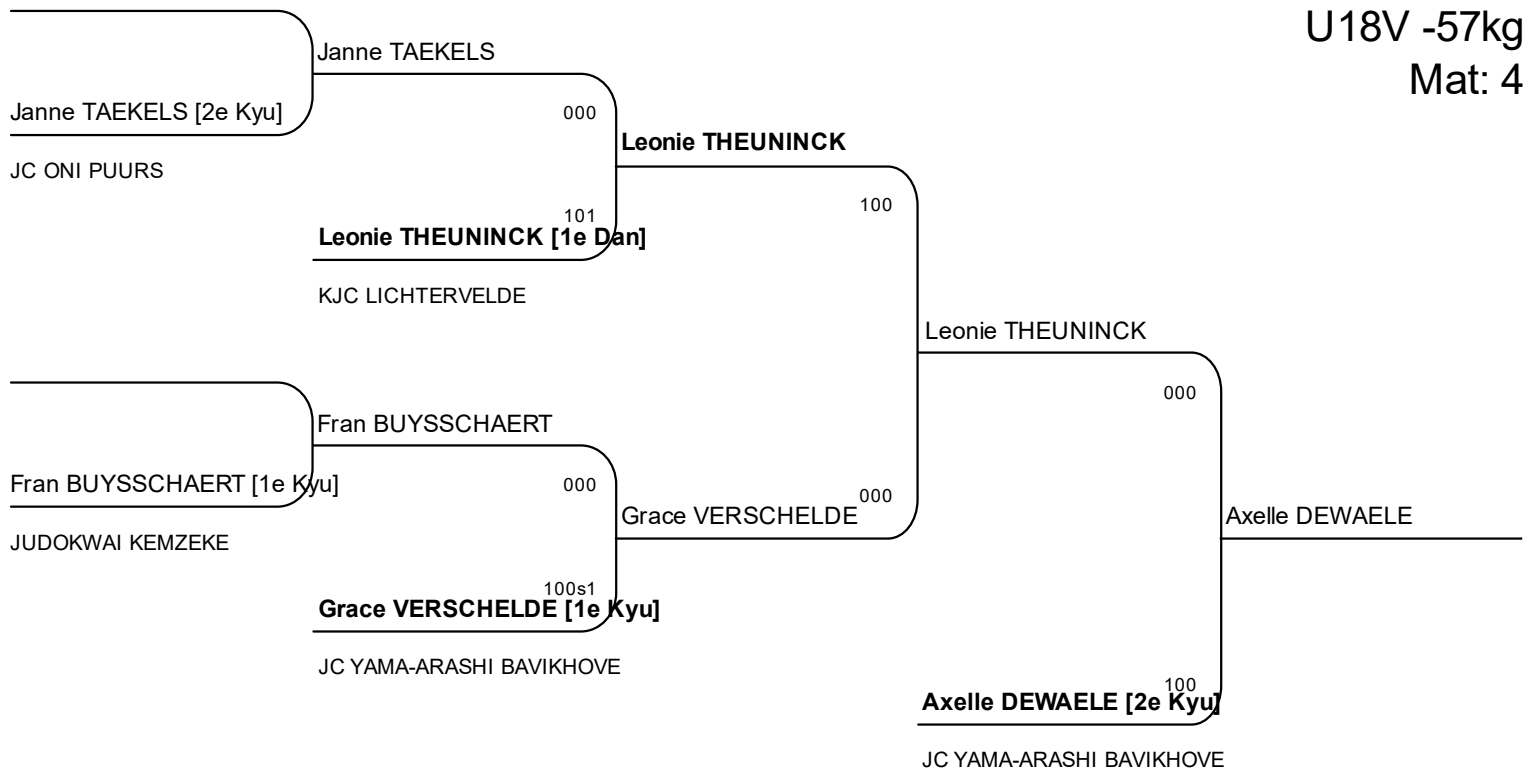 U18V -57kg
Mat: 4
Janne TAEKELS
Janne TAEKELS [2e Kyu]
000
JC ONI PUURS
Leonie THEUNINCK
100
101
Leonie THEUNINCK [1e Dan]
KJC LICHTERVELDE
Leonie THEUNINCK
000
Fran BUYSSCHAERT
Fran BUYSSCHAERT [1e Kyu]
000
JUDOKWAI KEMZEKE
000
Grace VERSCHELDE
Axelle DEWAELE
100s1
Grace VERSCHELDE [1e Kyu]
JC YAMA-ARASHI BAVIKHOVE
100
Axelle DEWAELE [2e Kyu]
JC YAMA-ARASHI BAVIKHOVE